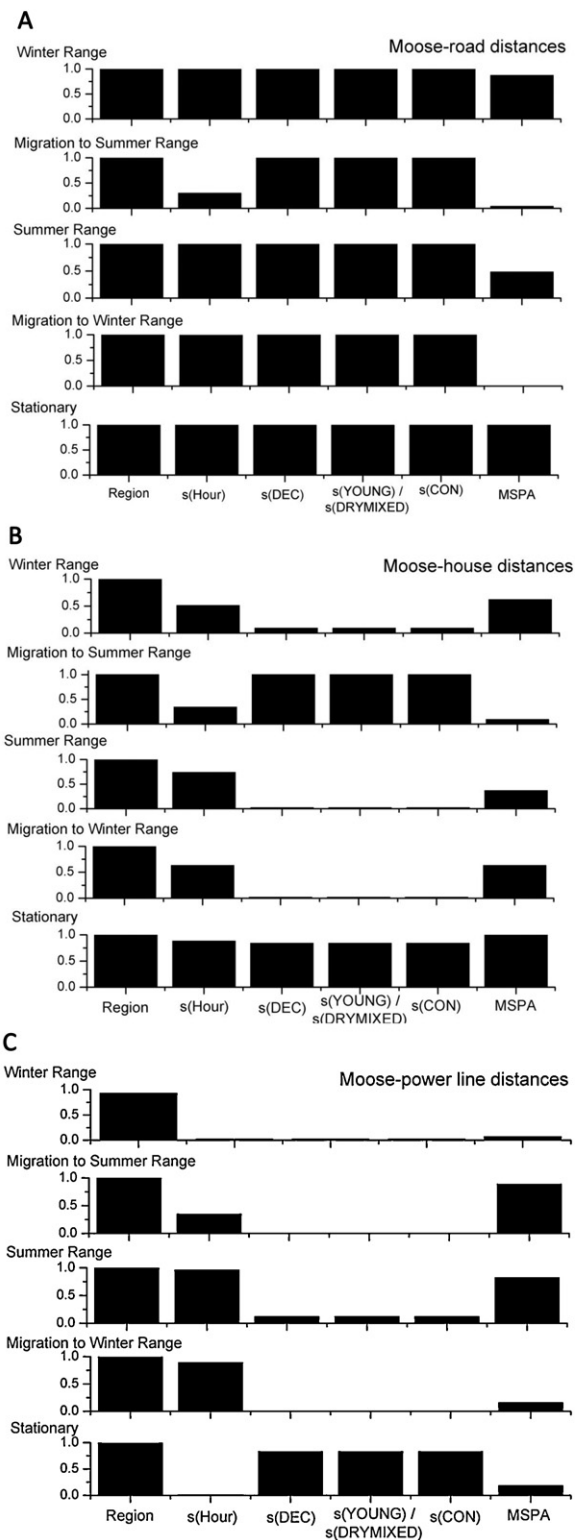 A
Moose-road distances
Winter Range
1.0
0.5
0.0
Migration to Summer Range
1.0
0.5
0.0
Summer Range
1.0
0.5
0.0
Migration to Winter Range
1.0
0.5
0.0
Stationary
1.0
0.5
0.0
Region s(Hour) s(DEC) s(YOUNG) / s(CON) MSPA
s(DRYMIXED)
B
Winter Range
Moose-house distances
1.0
0.5
0.0
Migration to Summer Range
1.0
0.5
0.0
Summer Range
1.0
0.5
0.0
Migration to Winter Range
1.0
0.5
0.0
Stationary
1.0
0.5
0.0
Region s(Hour) s(DEC) s(YOUNG) / s(CON) MSPA
s(DRYMIXED)
C
Winter Range
Moose-power line distances
1.0
0.5
0.0
Migration to Summer Range
1.0
0.5
0.0
Summer Range
1.0
0.5
0.0
Migration to Winter Range
1.0
0.5
0.0
Stationary
1.0
0.5
0.0
Region s(Hour) s(DEC) s(YOUNG) / s(CON) MSPA
s(DRYMIXED)